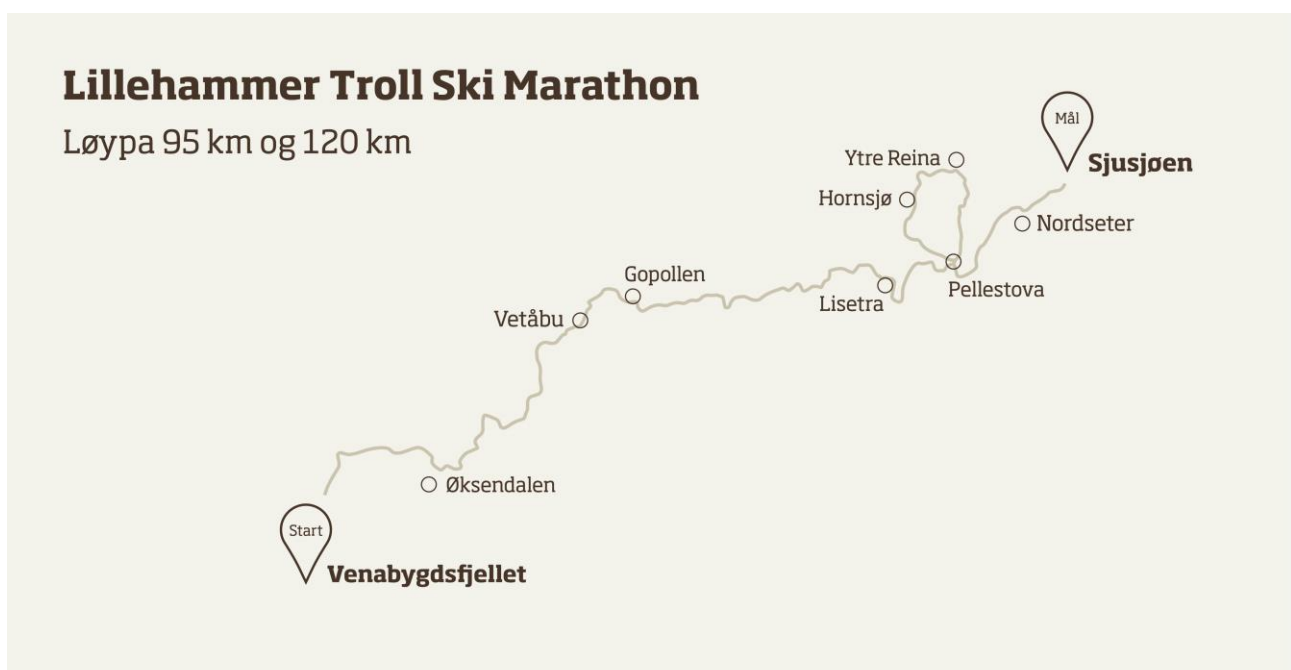 Lillehammer Troll Ski Marathon
Løypa 95 km og 120 km
Mål
Ytre Reina
Sjusjøen
Hornsjø
Nordseter
Gopollen
Pellestova
Lisetra
Vetåbu
Øksendalen
Start
Venabygdsfjellet